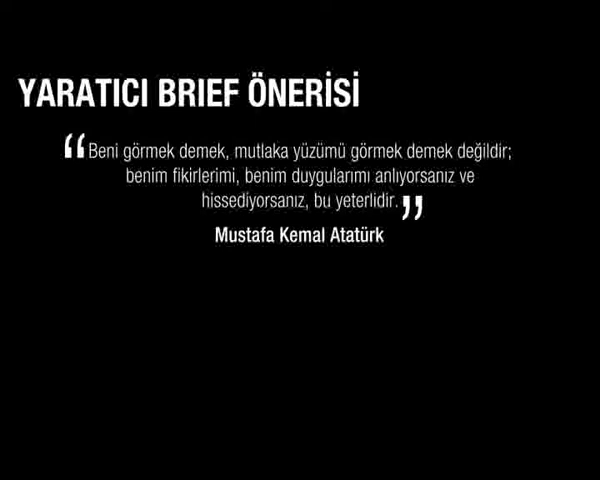 YARATICI BRIEF ÖNERİSİ
“Beni görmek demek, mutlaka yüzümü görmek demek değildir;
benim fikirlerimi, benim duygularımı anlıyorsanız ve
hissediyorsanız, bu yeterlidir.”
Mustafa Kemal Atatürk